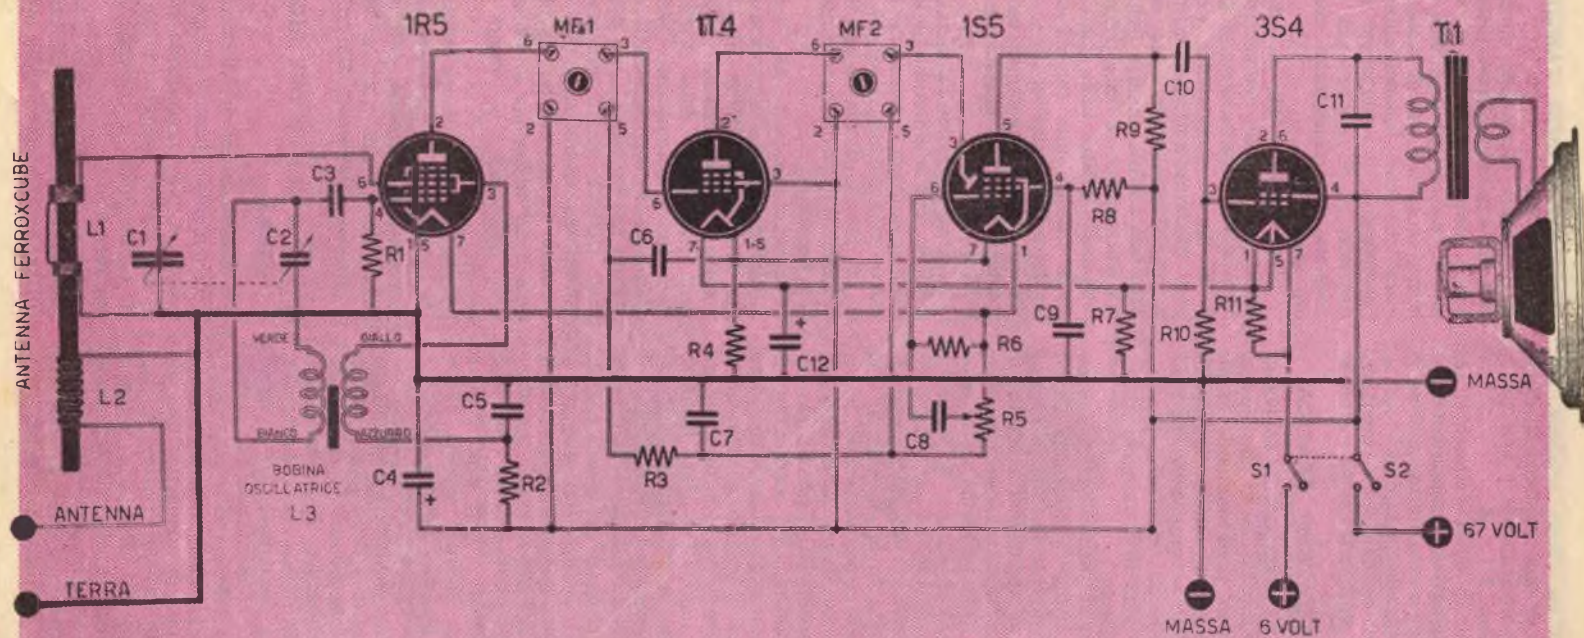 1R5
MF1
1T4
MF2
1S5
3S4
T1
6
3
2
5
6
3
2
5
C10
R9
C11
ANTENNA FERROXCUBE
L1
L2
C1
C2
C3
R1
2
6
4
3
1
5
7
2
6
3
7
1-5
C6
R4
C12
5
3
6
4
7
1
R8
R6
C9
R7
R10
R11
2
6
3
4
1
5
7
VERDE
GIALLO
BIANCO
AZZURRO
BOBINA
OSCILLATRICE
L3
C5
C4
+
R2
C7
R3
C8
R5
+
S1
S2
MASSA
67 VOLT
ANTENNA
TERRA
MASSA
6 VOLT